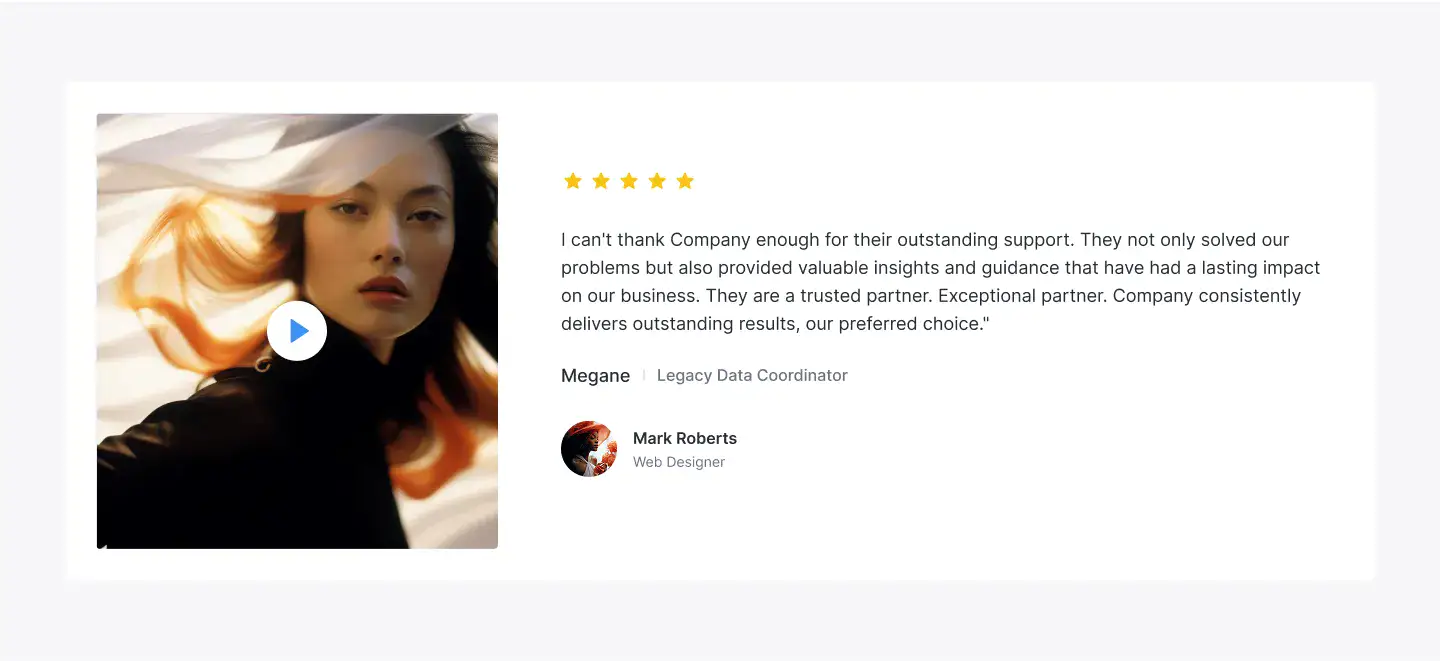 I can't thank Company enough for their outstanding support. They not only solved our
problems but also provided valuable insights and guidance that have had a lasting impact
on our business. They are a trusted partner. Exceptional partner. Company consistently
delivers outstanding results, our preferred choice."
Megane | Legacy Data Coordinator
Mark Roberts
Web Designer